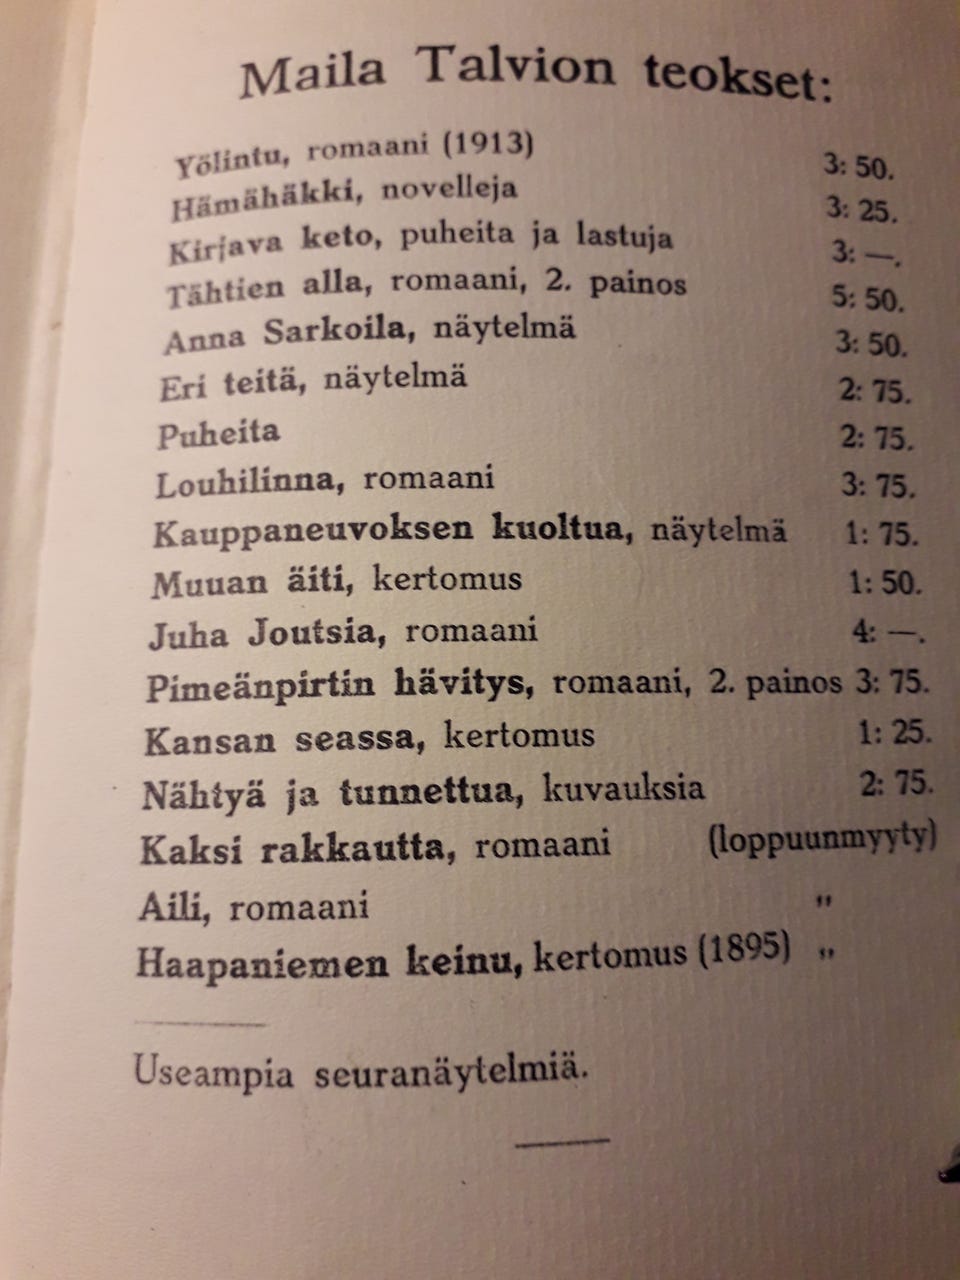 Maila Talvion teokset:
Yölintu, romaani (1913) 3: 50.
Hämähäkki, novelleja 3: 25.
Kirjava keto, puheita ja lastuja 3: —.
Tähtien alla, romaani, 2. painos 5: 50.
Anna Sarkoila, näytelmä 3: 50.
Eri teitä, näytelmä 2: 75.
Puheita 2: 75.
Louhilinna, romaani 3: 75.
Kauppaneuvoksen kuoltua, näytelmä 1: 75.
Muuan äiti, kertomus 1: 50.
Juha Joutsia, romaani 4: —.
Pimeänpirtin hävitys, romaani, 2. painos 3: 75.
Kansan seassa, kertomus 1: 25.
Nähtyä ja tunnettua, kuvauksia 2: 75.
Kaksi rakkautta, romaani (loppuunmyyty)
Aili, romaani "
Haapaniemen keinu, kertomus (1895) "
Useampia seuranäytelmiä.